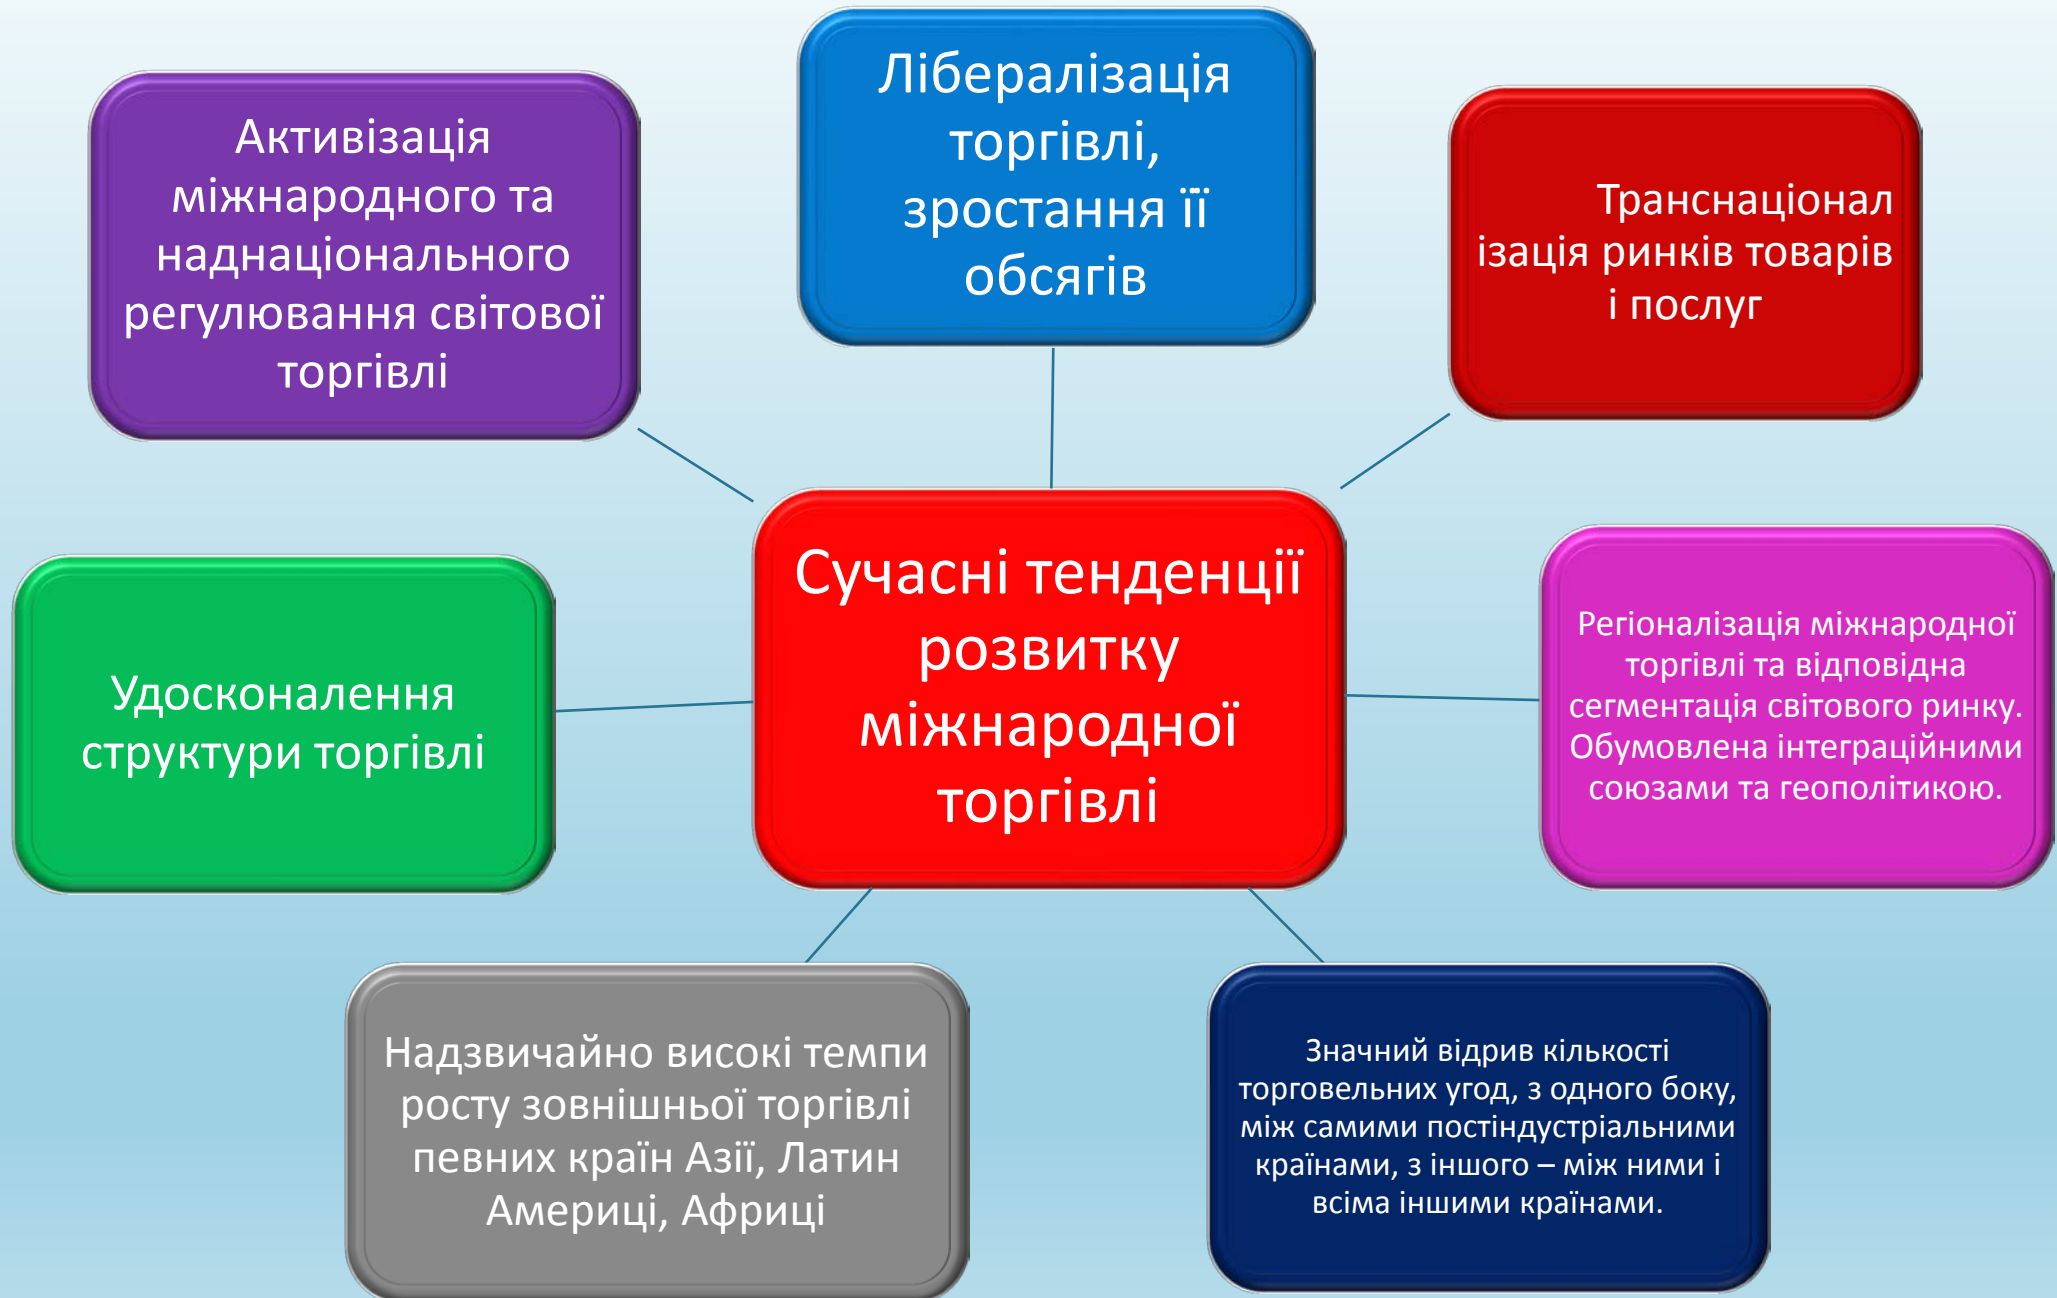 Лібералізація
торгівлі,
зростання її
обсягів
Активізація
міжнародного та
наднаціонального
регулювання світової
торгівлі
Транснаціонал
ізація ринків товарів
і послуг
Сучасні тенденції
розвитку
міжнародної
торгівлі
Удосконалення
структури торгівлі
Регіоналізація міжнародної
торгівлі та відповідна
сегментація світового ринку.
Обумовлена інтеграційними
союзами та геополітикою.
Надзвичайно високі темпи
росту зовнішньої торгівлі
певних країн Азії, Латин
Америці, Африці
Значний відрив кількості
торговельних угод, з одного боку,
між самими постіндустріальними
країнами, з іншого – між ними і
всіма іншими країнами.